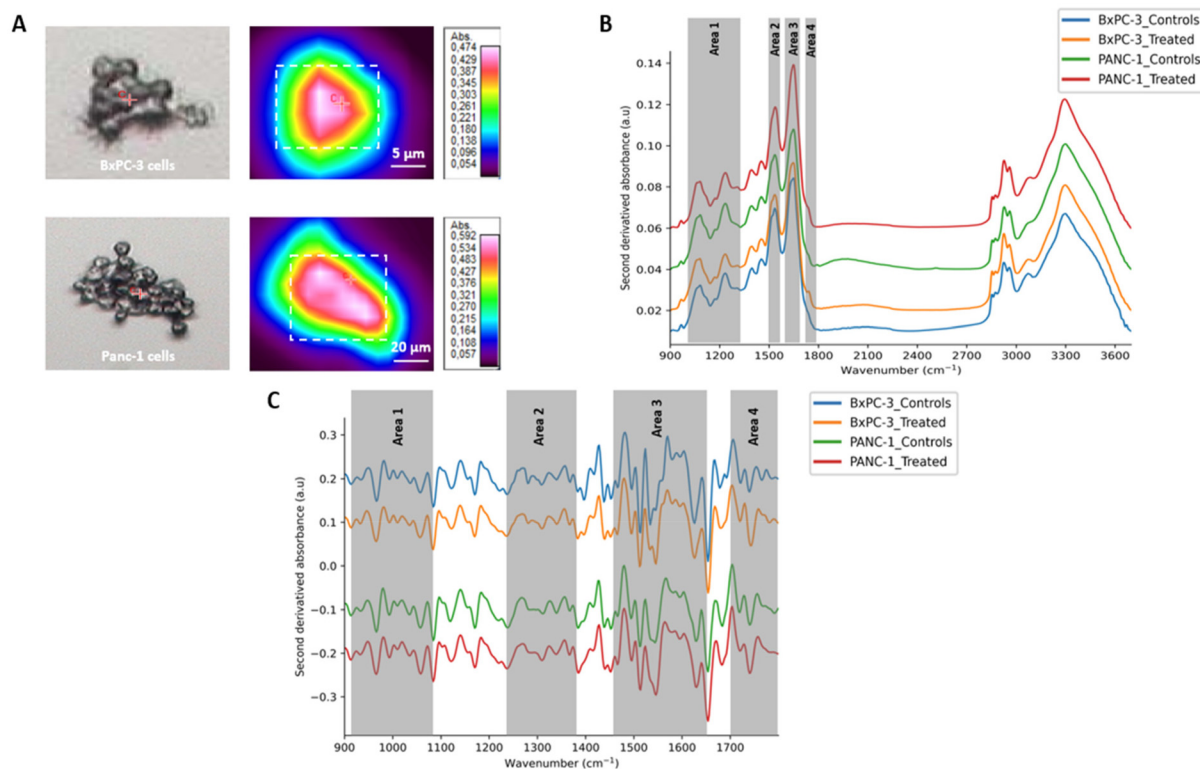 A
BxPC-3 cells
Abs.
0,474
0,429
0,387
0,345
0,303
0,261
0,221
0,180
0,138
0,096
0,054
5 μm
Panc-1 cells
Abs.
0,592
0,534
0,483
0,427
0,376
0,321
0,270
0,215
0,164
0,108
0,057
20 μm
B
Area 1
Area 2
Area 3
Area 4
BxPC-3_Controls
BxPC-3_Treated
PANC-1_Controls
PANC-1_Treated
Second derivatived absorbance (a.u)
0.14
0.12
0.10
0.08
0.06
0.04
0.02
900
1200
1500
1800
2100
2400
2700
3000
3300
3600
Wavenumber (cm⁻¹)
C
Area 1
Area 2
Area 3
Area 4
BxPC-3_Controls
BxPC-3_Treated
PANC-1_Controls
PANC-1_Treated
Second derivatived absorbance (a.u)
0.3
0.2
0.1
0.0
−0.1
−0.2
−0.3
900
1000
1100
1200
1300
1400
1500
1600
1700
Wavenumber (cm⁻¹)